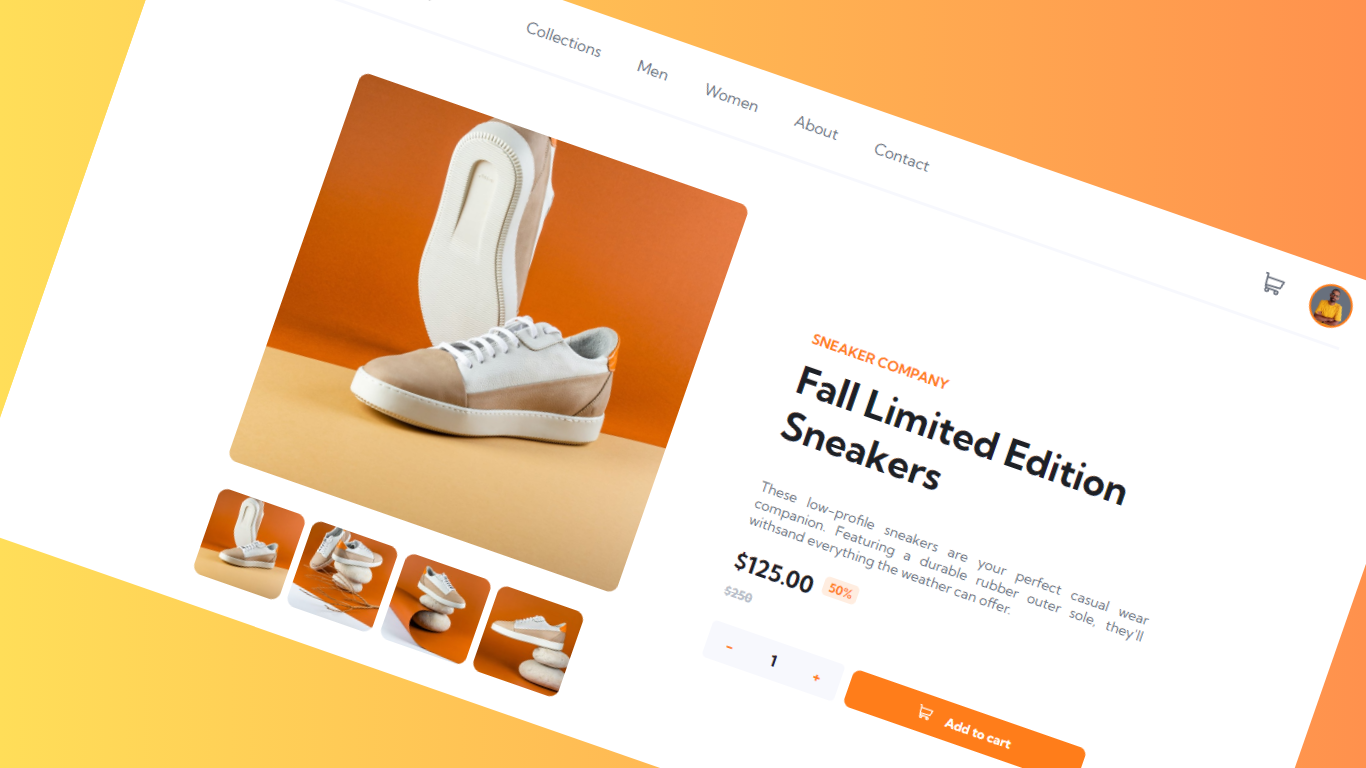 Collections
Men
Women
About
Contact
SNEAKER COMPANY
Fall Limited Edition
Sneakers
These low-profile sneakers are your perfect casual wear
companion. Featuring a durable rubber outer sole, they'll
withsand everything the weather can offer.
$125.00 50%
$250
- 1 +
Add to cart